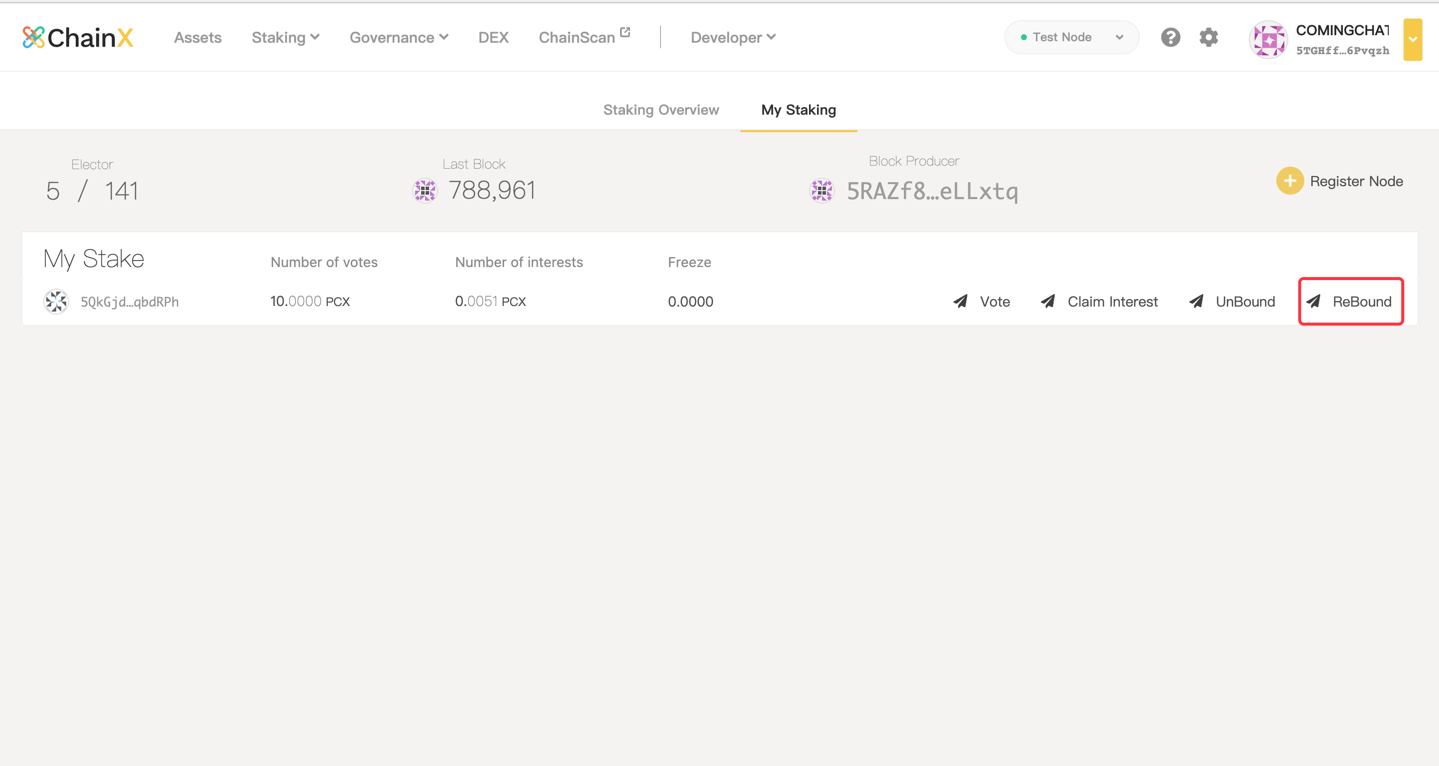 ChainX Assets Staking Governance DEX ChainScan Developer Test Node COMINGCHAT
5TGHff…6Pvqzh
Staking Overview My Staking
Elector Last Block Block Producer
5 / 141 788,961 5RAZf8…eLLxtq Register Node
My Stake Number of votes Number of interests Freeze
5QkGjd…qbdRPh 10.0000 PCX 0.0051 PCX 0.0000 Vote Claim Interest UnBound ReBound